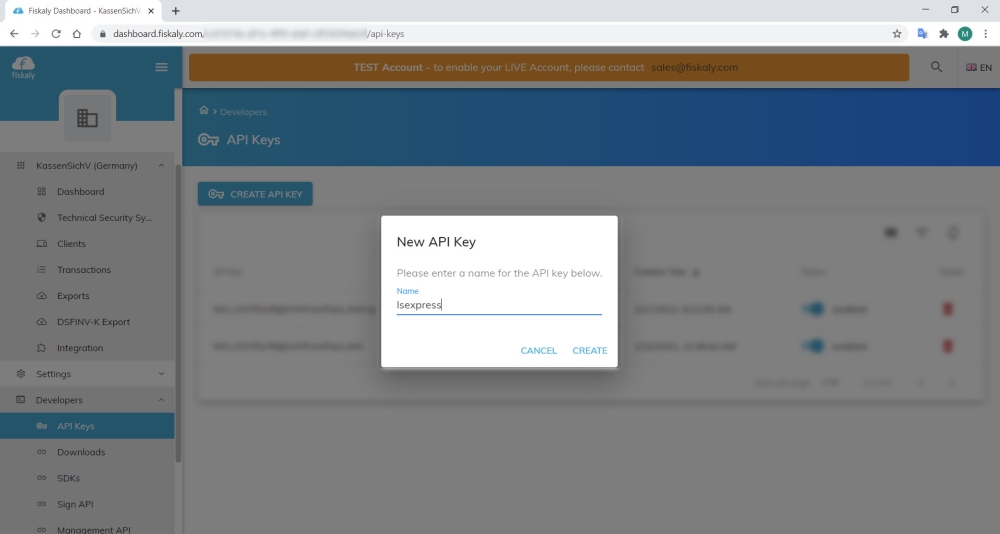 Fiskaly Dashboard - KassenSichV
dashboard.fiskaly.com/
/api-keys
M
fiskaly
TEST Account - to enable your LIVE Account, please contact sales@fiskaly.com
EN
Developers
API Keys
KassenSichV (Germany)
Dashboard
Technical Security Sy...
Clients
Transactions
Exports
DSFINV-K Export
Integration
Settings
Developers
API Keys
Downloads
SDKs
Sign API
Management API
CREATE API KEY
New API Key
Please enter a name for the API key below.
Name
lsexpress
CANCEL
CREATE